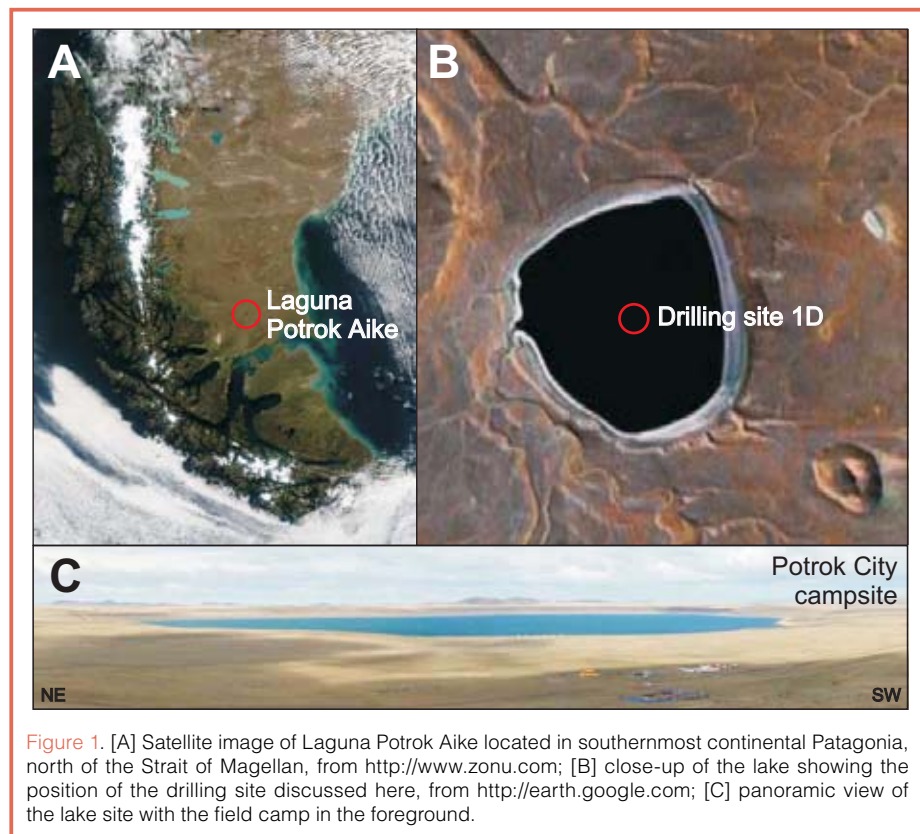 A
Laguna
Potrok Aike
B
Drilling site 1D
C
Potrok City
campsite
NE
SW
Figure 1. [A] Satellite image of Laguna Potrok Aike located in southernmost continental Patagonia,
north of the Strait of Magellan, from http://www.zonu.com; [B] close-up of the lake showing the
position of the drilling site discussed here, from http://earth.google.com; [C] panoramic view of
the lake site with the field camp in the foreground.